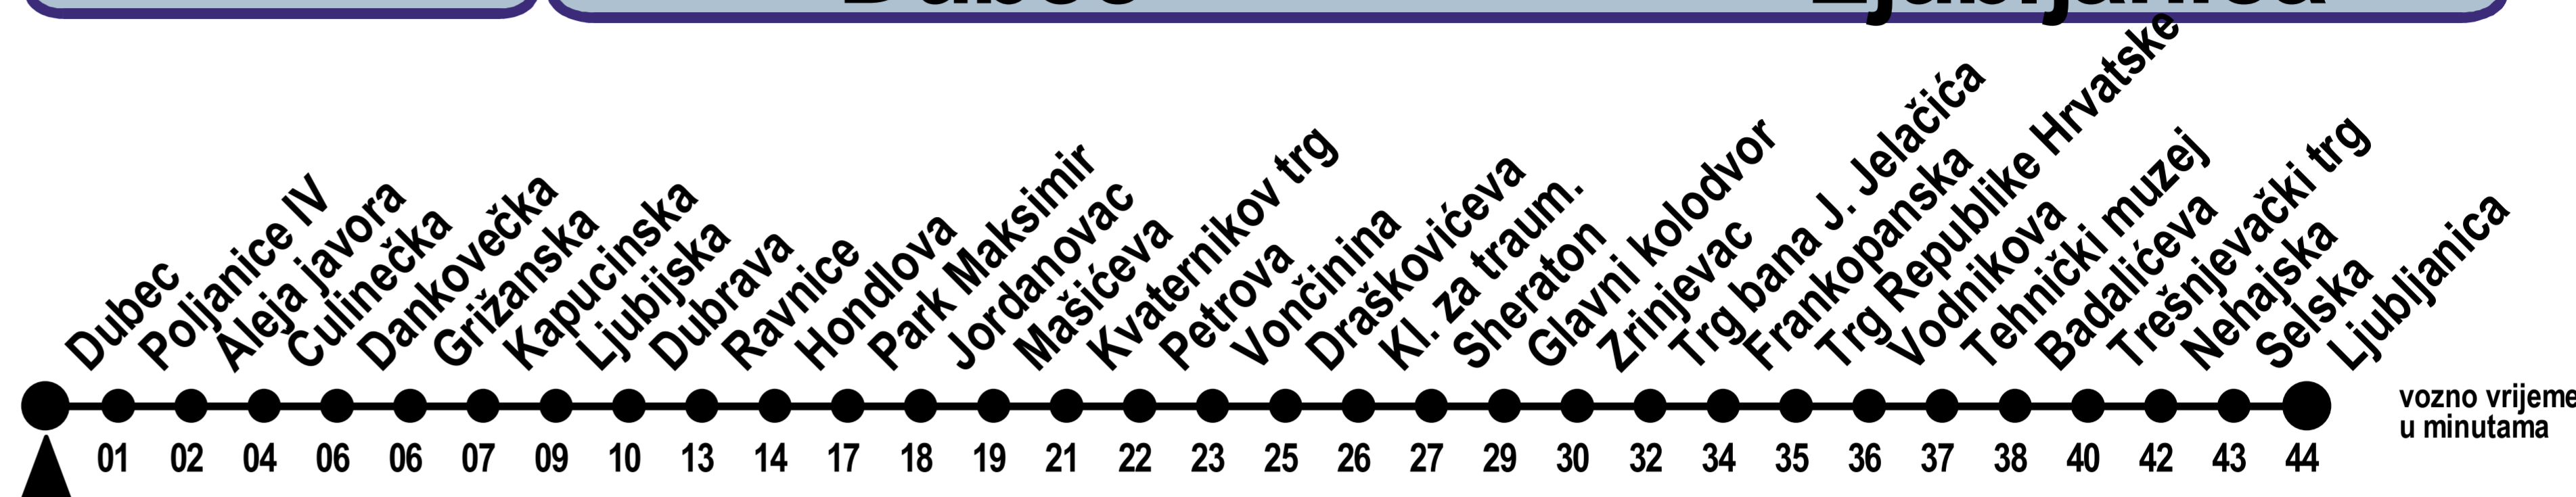 Dubec
Ljubljanica
Dubec
Poljanice IV
Aleja javora
Čulinečka
Dankovečka
Grižanska
Kapucinska
Ljubijska
Dubrava
Ravnice
Hondlova
Park Maksimir
Jordanovac
Mašićeva
Kvaternikov trg
Petrova
Vončinina
Draškovićeva
Kl. za traum.
Sheraton
Glavni kolodvor
Zrinjevac
Trg bana J. Jelačića
Frankopanska
Trg Republike Hrvatske
Vodnikova
Tehnički muzej
Badalićeva
Trešnjevački trg
Nehajska
Selska
Ljubljanica
01 02 04 06 06 07 09 10 13 14 17 18 19 21 22 23 25 26 27 29 30 32 34 35 36 37 38 40 42 43 44
vozno vrijeme
u minutama